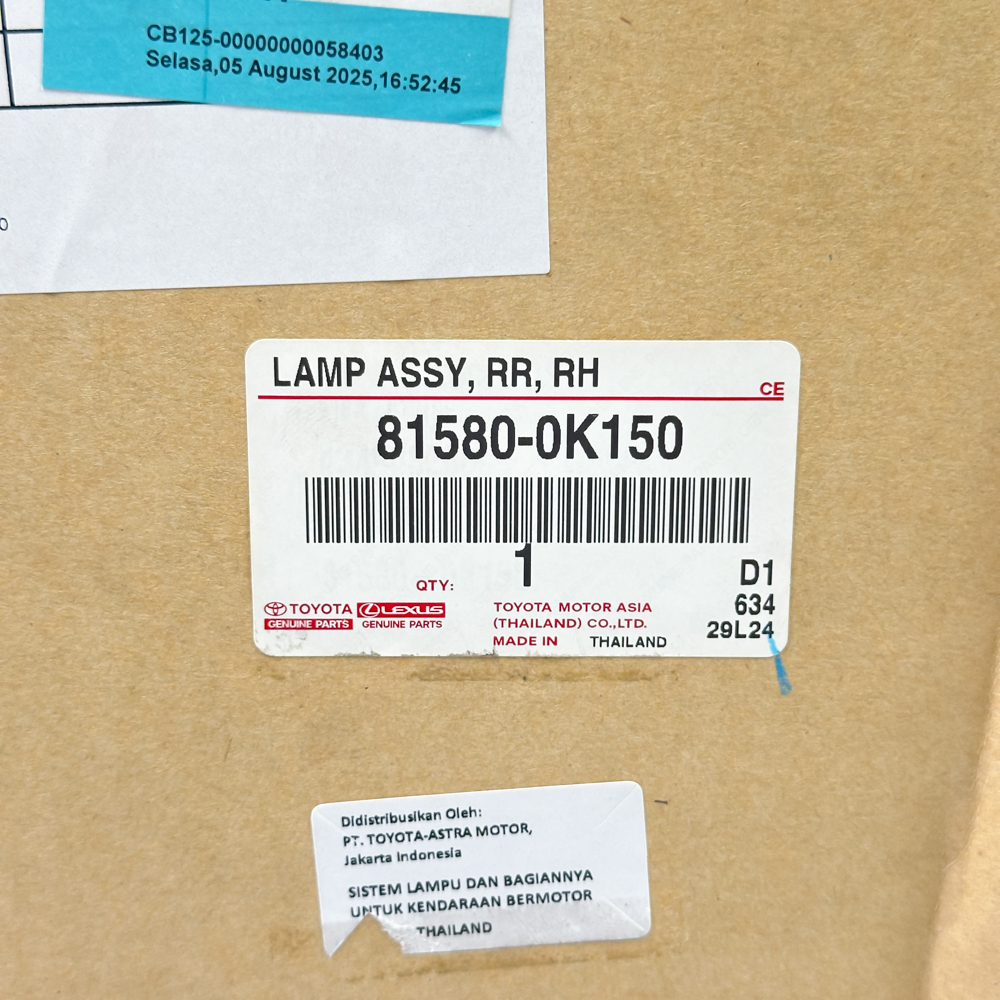 CB125-00000000058403
Selasa,05 August 2025,16:52:45
LAMP ASSY, RR, RH
CE
81580-0K150
QTY: 1
D1
634
29L24
TOYOTA
GENUINE PARTS
LEXUS
GENUINE PARTS
TOYOTA MOTOR ASIA
(THAILAND) CO.,LTD.
MADE IN THAILAND
Didistribusikan Oleh:
PT. TOYOTA-ASTRA MOTOR,
Jakarta Indonesia
SISTEM LAMPU DAN BAGIANNYA
UNTUK KENDARAAN BERMOTOR
THAILAND